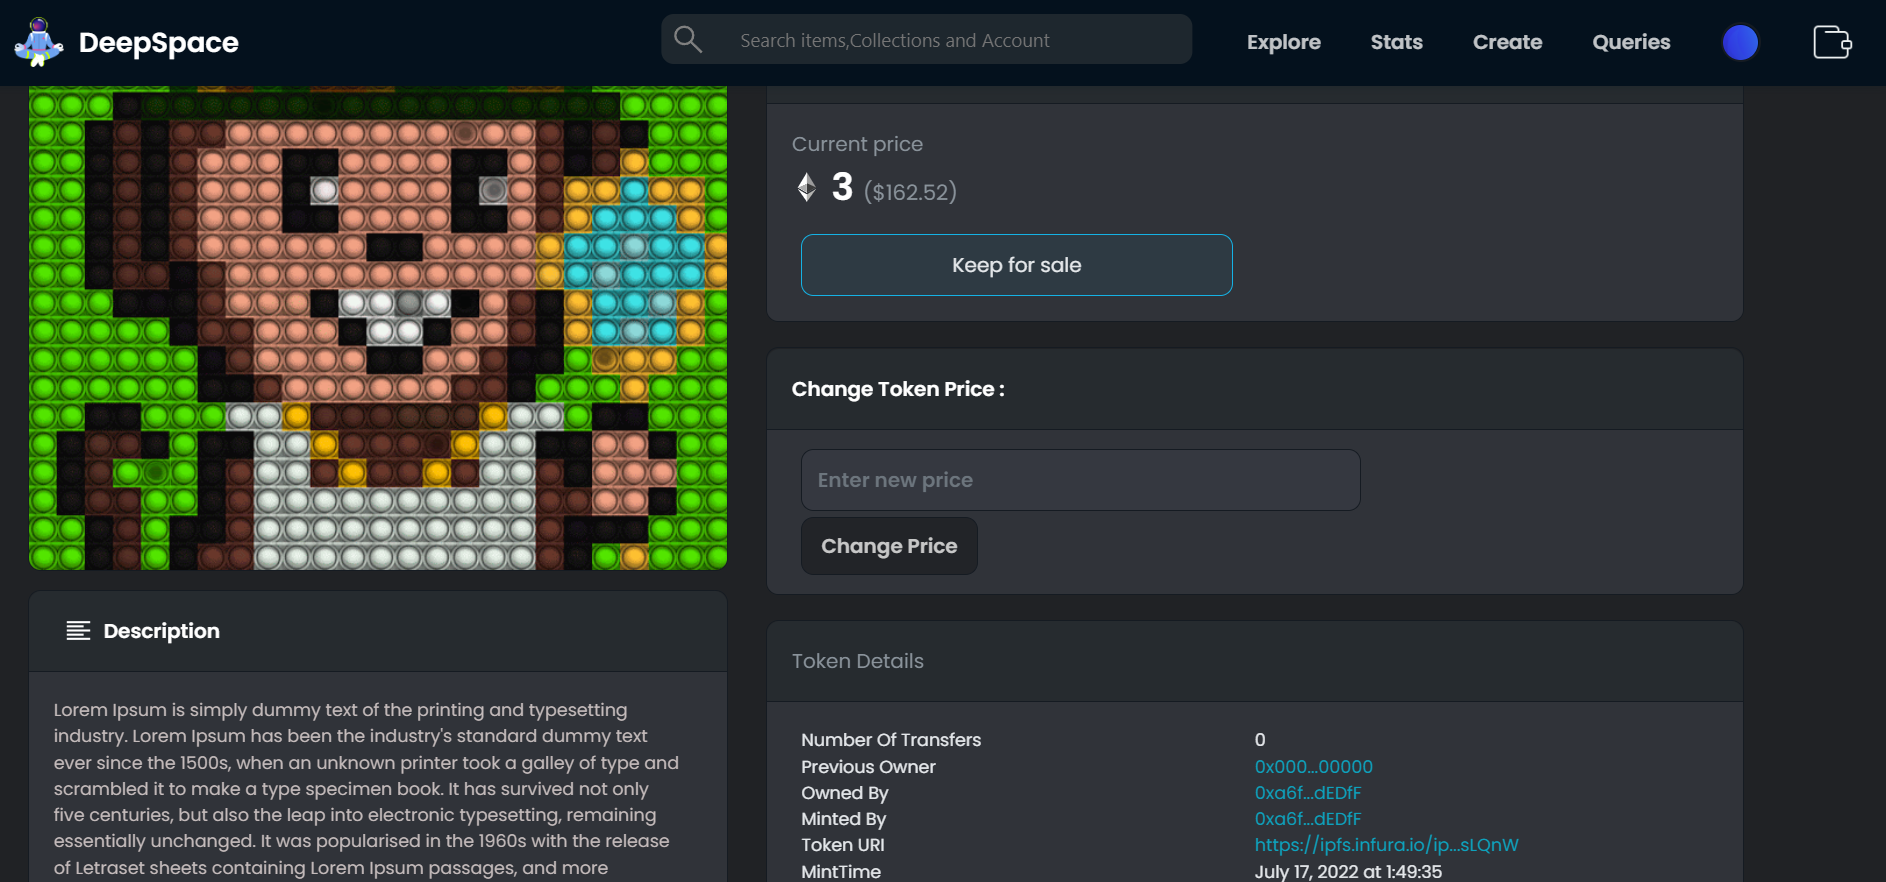 DeepSpace
Search items,Collections and Account
Explore
Stats
Create
Queries
Current price
3 ($162.52)
Keep for sale
Change Token Price :
Enter new price
Change Price
Description
Lorem Ipsum is simply dummy text of the printing and typesetting
industry. Lorem Ipsum has been the industry's standard dummy text
ever since the 1500s, when an unknown printer took a galley of type and
scrambled it to make a type specimen book. It has survived not only
five centuries, but also the leap into electronic typesetting, remaining
essentially unchanged. It was popularised in the 1960s with the release
of Letraset sheets containing Lorem Ipsum passages, and more
Token Details
Number Of Transfers 0
Previous Owner 0x000...00000
Owned By 0xa6f...dEDfF
Minted By 0xa6f...dEDfF
Token URI https://ipfs.infura.io/ip...sLQnW
MintTime July 17, 2022 at 1:49:35